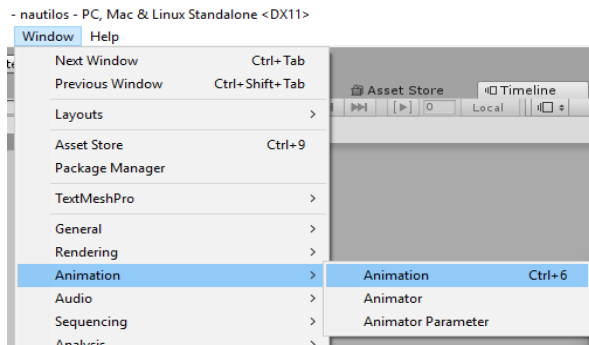 - nautilos - PC, Mac & Linux Standalone <DX11>
Window Help
Next Window Ctrl+Tab
Previous Window Ctrl+Shift+Tab
Asset Store Timeline
0 Local
Layouts
Asset Store Ctrl+9
Package Manager
TextMeshPro
General
Rendering
Animation
Animation Ctrl+6
Audio
Animator
Sequencing
Animator Parameter
Analysis